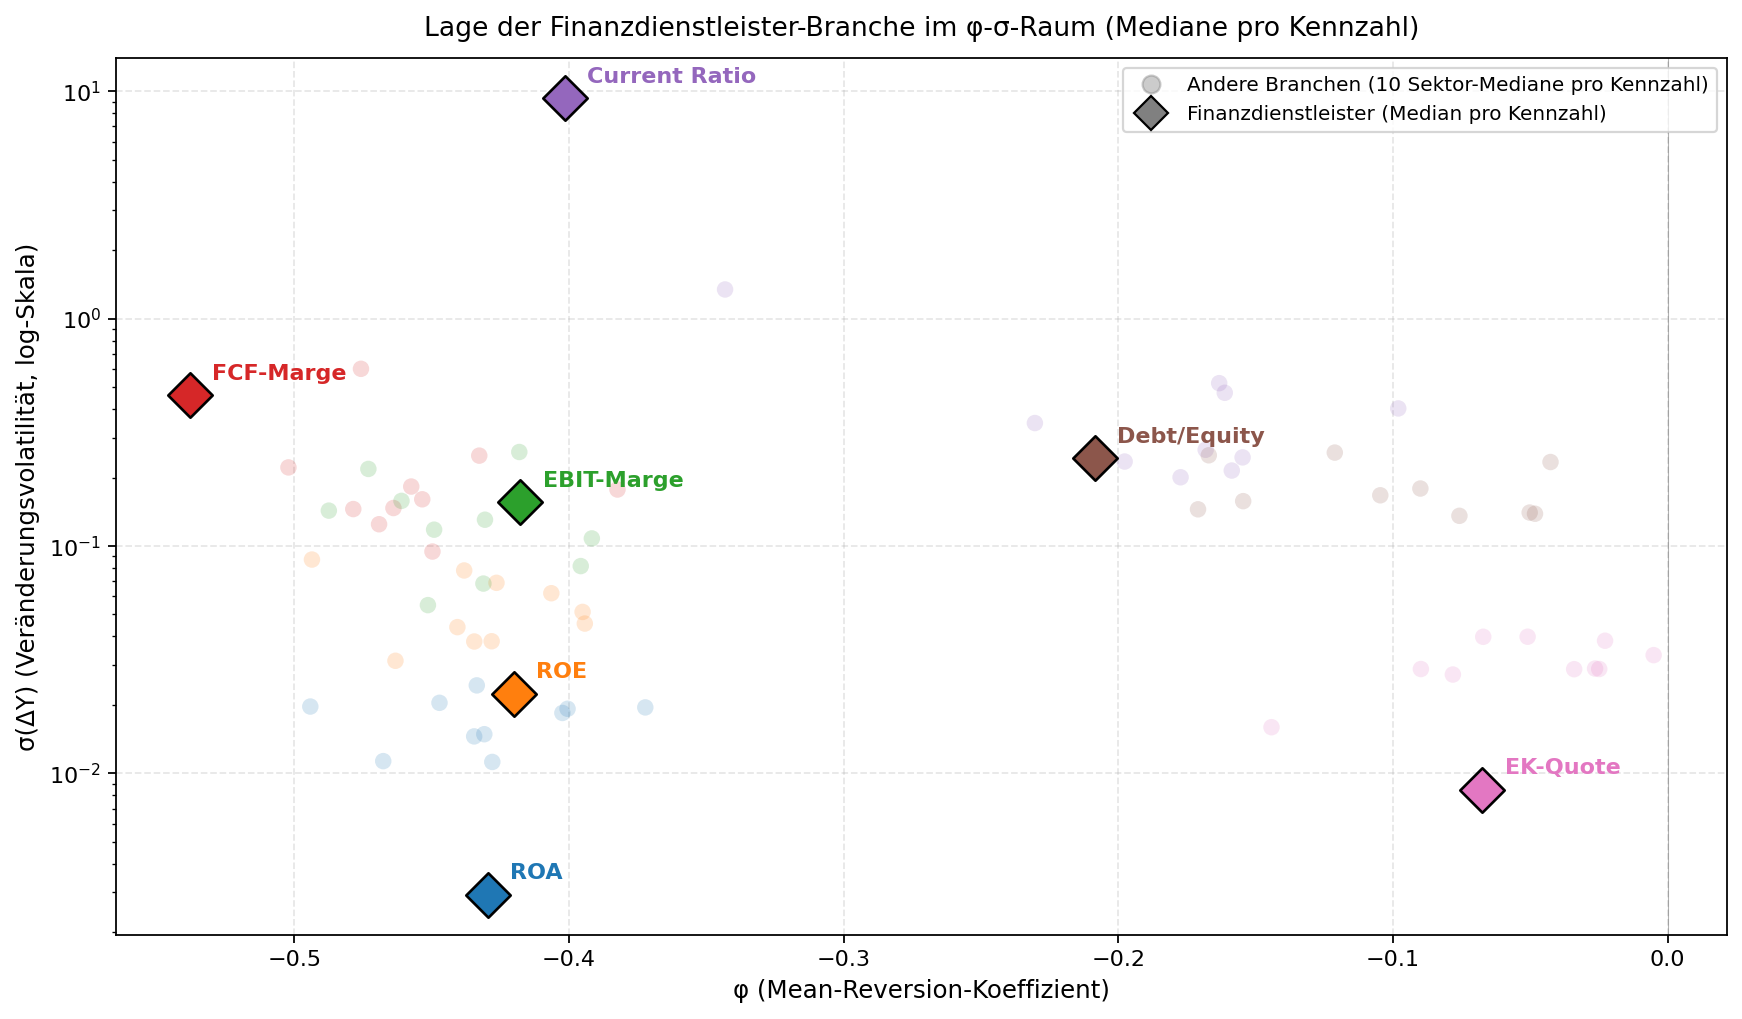 Lage der Finanzdienstleister-Branche im φ-σ-Raum (Mediane pro Kennzahl)
Andere Branchen (10 Sektor-Mediane pro Kennzahl)
Finanzdienstleister (Median pro Kennzahl)
Current Ratio
FCF-Marge
Debt/Equity
EBIT-Marge
ROE
EK-Quote
ROA
σ(ΔY) (Veränderungsvolatilität, log-Skala)
10¹
10⁰
10⁻¹
10⁻²
−0.5 −0.4 −0.3 −0.2 −0.1 0.0
φ (Mean-Reversion-Koeffizient)